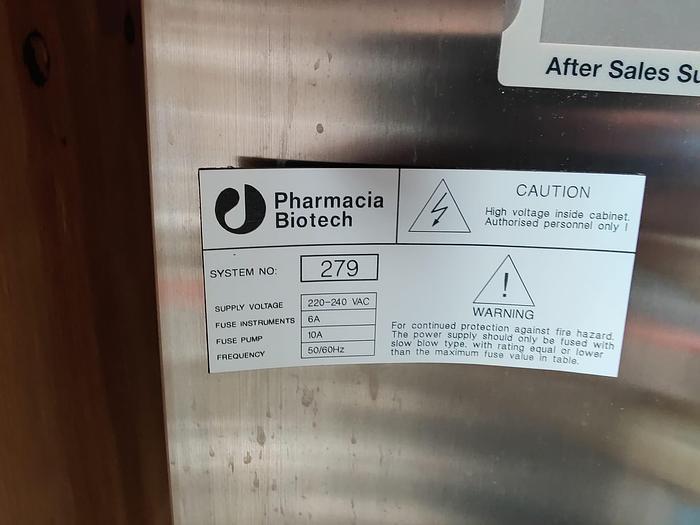 After Sales
Pharmacia
Biotech
CAUTION
High voltage inside cabinet.
Authorised personnel only !
SYSTEM NO: 279
SUPPLY VOLTAGE 220-240 VAC
FUSE INSTRUMENTS 6A
FUSE PUMP 10A
FREQUENCY 50/60Hz
!
WARNING
For continued protection against fire hazard.
The power supply should only be fused with
slow blow type, with rating equal or lower
than the maximum fuse value in table.